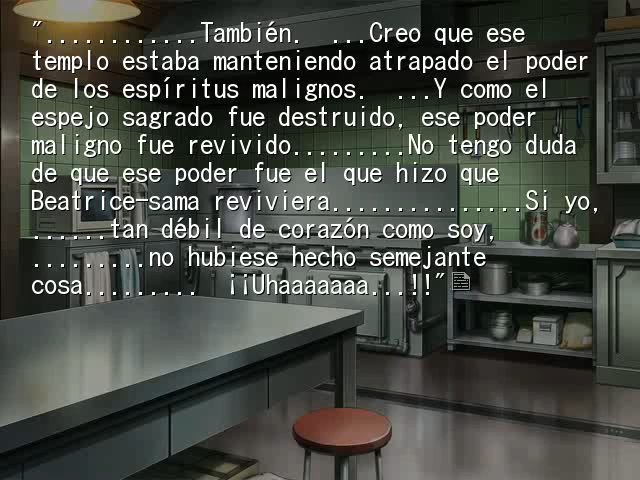 "............También.  ...Creo que ese
templo estaba manteniendo atrapado el poder
de los espíritus malignos.  ...Y como el
espejo sagrado fue destruido, ese poder
maligno fue revivido.........No tengo duda
de que ese poder fue el que hizo que
Beatrice-sama reviviera...............Si yo,
......tan débil de corazón como soy,
.........no hubiese hecho semejante
cosa.........  ¡¡Uhaaaaaaa...!!"